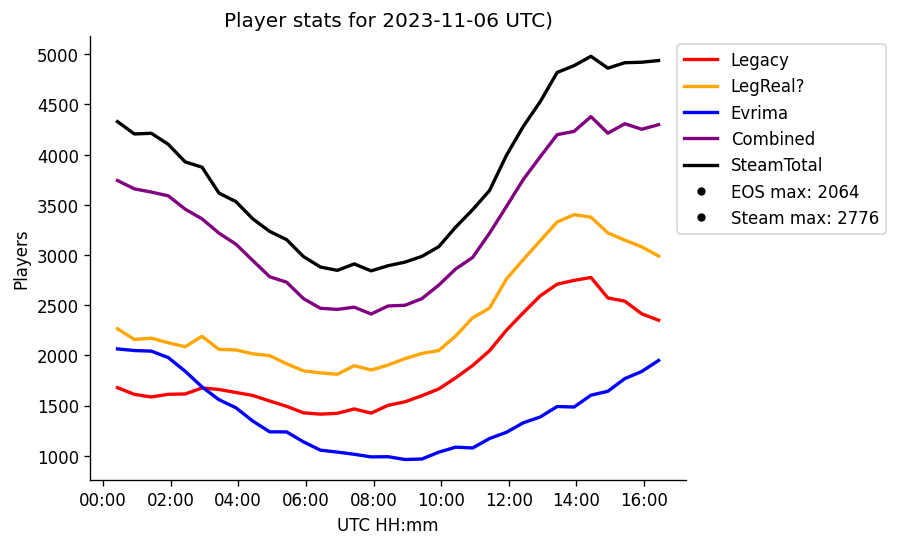 Player stats for 2023-11-06 UTC)
Players
5000
4500
4000
3500
3000
2500
2000
1500
1000
00:00 02:00 04:00 06:00 08:00 10:00 12:00 14:00 16:00
UTC HH:mm
Legacy
LegReal?
Evrima
Combined
SteamTotal
EOS max: 2064
Steam max: 2776